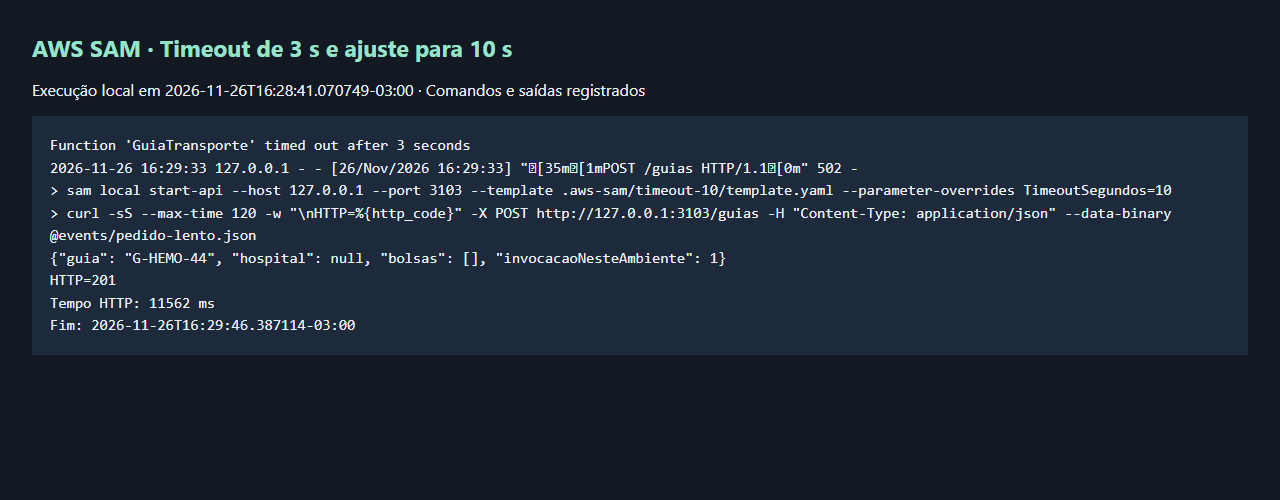 AWS SAM · Timeout de 3 s e ajuste para 10 s
Execução local em 2026-11-26T16:28:41.070749-03:00 · Comandos e saídas registrados
Function 'GuiaTransporte' timed out after 3 seconds
2026-11-26 16:29:33 127.0.0.1 - - [26/Nov/2026 16:29:33] "□[35m□[1mPOST /guias HTTP/1.1□[0m" 502 -
> sam local start-api --host 127.0.0.1 --port 3103 --template .aws-sam/timeout-10/template.yaml --parameter-overrides TimeoutSegundos=10
> curl -sS --max-time 120 -w "\nHTTP=%{http_code}" -X POST http://127.0.0.1:3103/guias -H "Content-Type: application/json" --data-binary
@events/pedido-lento.json
{"guia": "G-HEMO-44", "hospital": null, "bolsas": [], "invocacaoNesteAmbiente": 1}
HTTP=201
Tempo HTTP: 11562 ms
Fim: 2026-11-26T16:29:46.387114-03:00